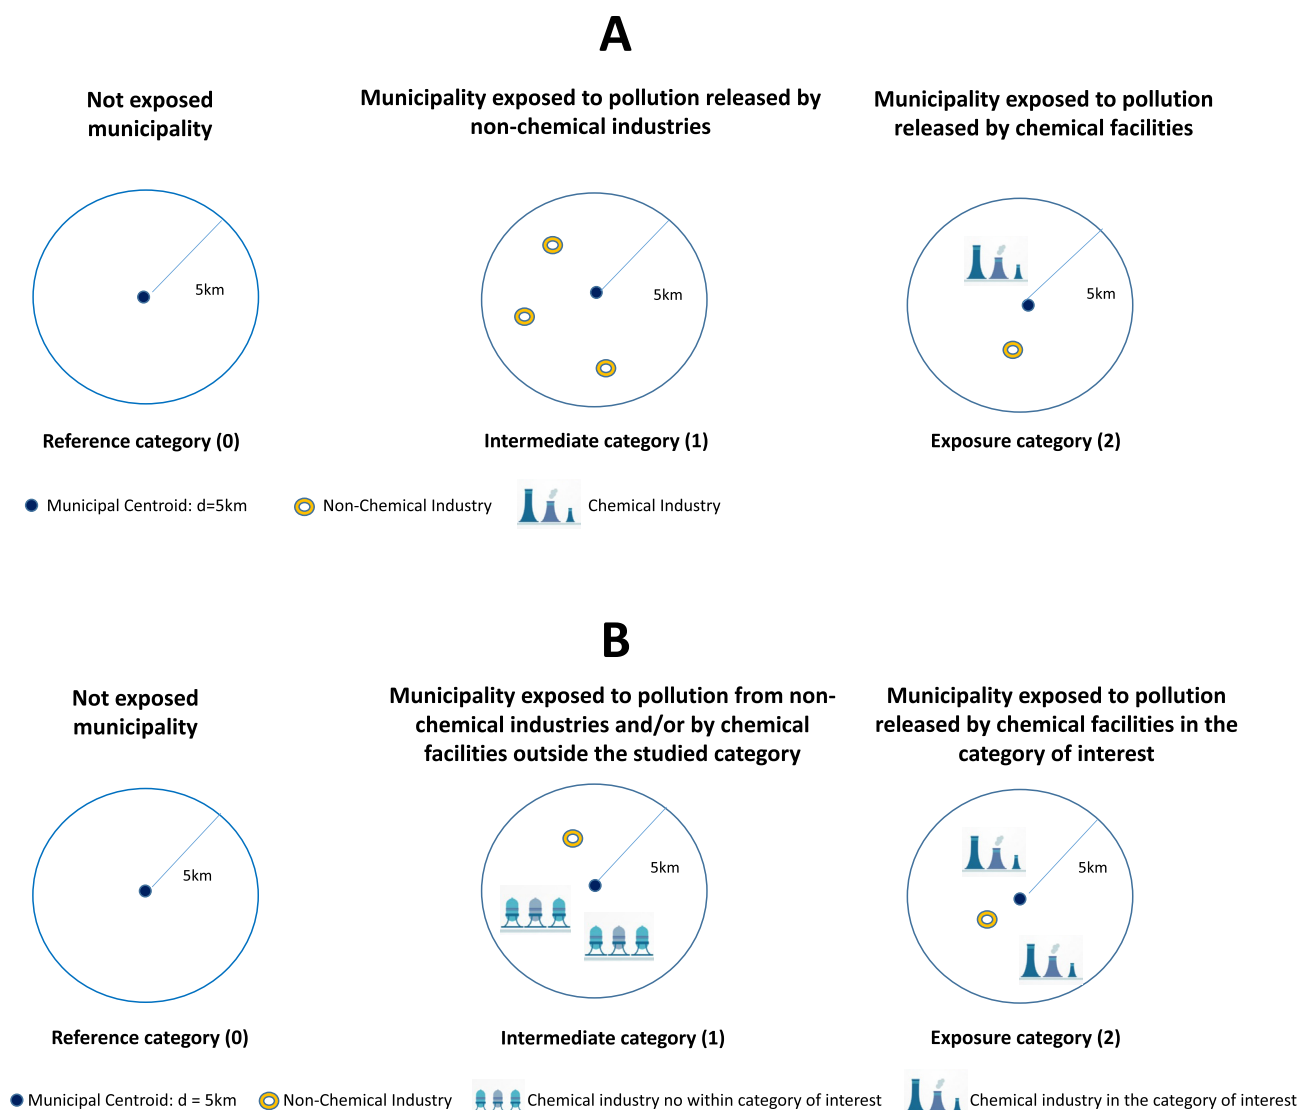 A
Not exposed
municipality
Municipality exposed to pollution released by
non-chemical industries
Municipality exposed to pollution
released by chemical facilities
5km
5km
5km
Reference category (0)
Intermediate category (1)
Exposure category (2)
Municipal Centroid: d=5km
Non-Chemical Industry
Chemical Industry
B
Not exposed
municipality
Municipality exposed to pollution from non-
chemical industries and/or by chemical
facilities outside the studied category
Municipality exposed to pollution
released by chemical facilities in the
category of interest
5km
5km
5km
Reference category (0)
Intermediate category (1)
Exposure category (2)
Municipal Centroid: d = 5km
Non-Chemical Industry
Chemical industry no within category of interest
Chemical industry in the category of interest